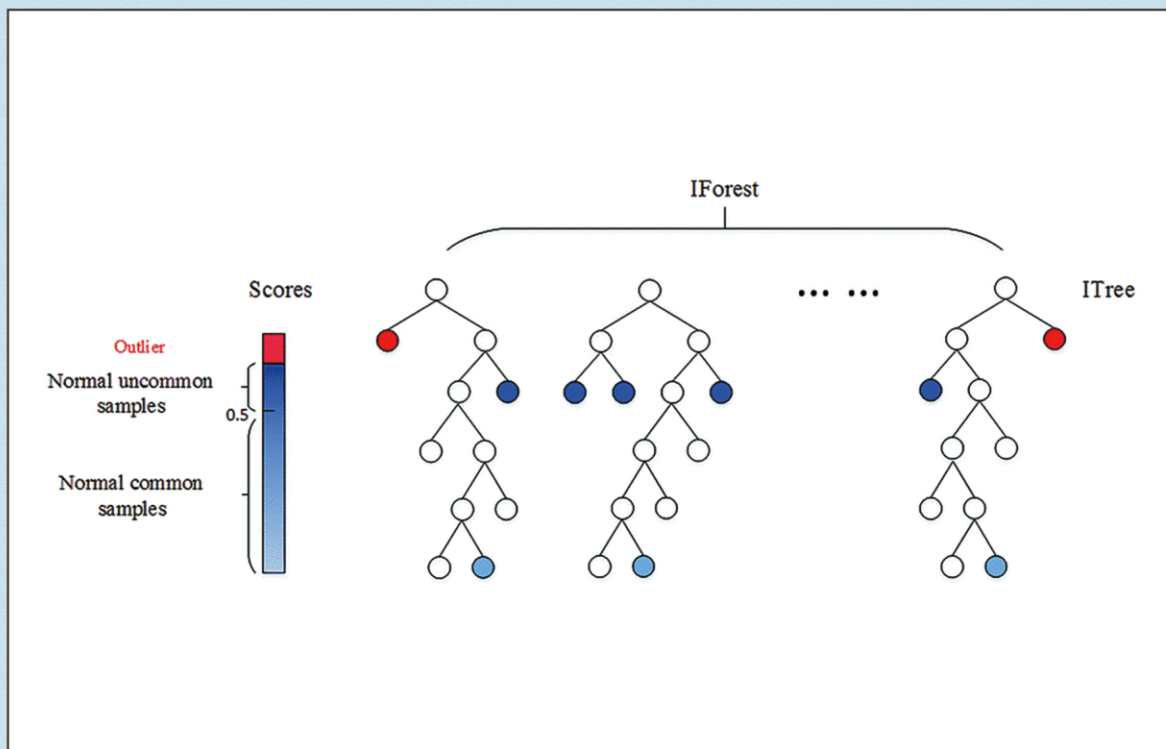 IForest
Scores
... ...
ITree
Outlier
Normal uncommon
samples
0.5
Normal common
samples